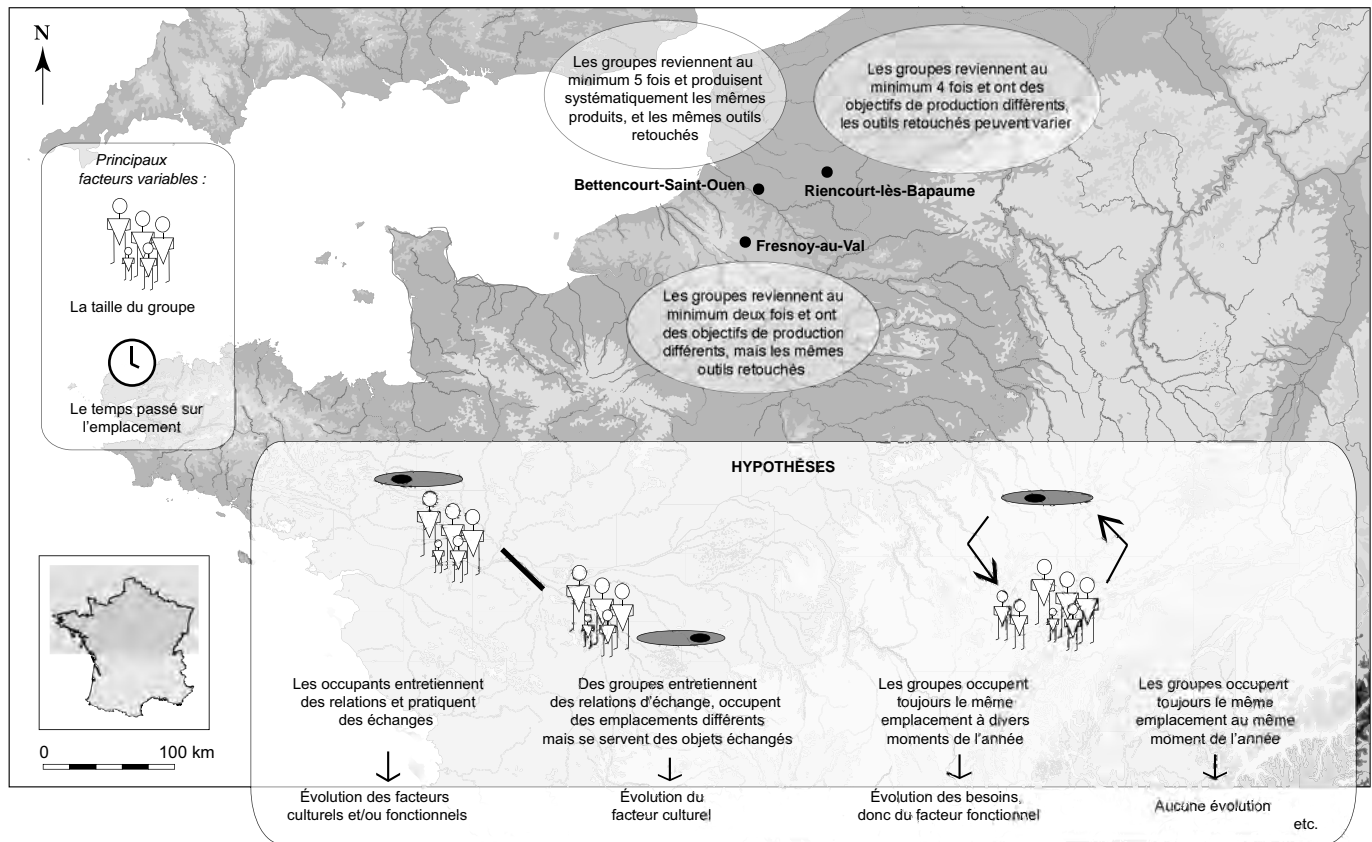 N
Les groupes reviennent au
minimum 5 fois et produisent
systématiquement les mêmes
produits, et les mêmes outils
retouchés
Les groupes reviennent au
minimum 4 fois et ont des
objectifs de production différents,
les outils retouchés peuvent varier
Principaux
facteurs variables :
La taille du groupe
Le temps passé sur
l'emplacement
Bettencourt-Saint-Ouen
Riencourt-lès-Bapaume
Fresnoy-au-Val
Les groupes reviennent au
minimum deux fois et ont
des objectifs de production
différents, mais les mêmes
outils retouchés
HYPOTHÈSES
Les occupants entretiennent
des relations et pratiquent
des échanges
Évolution des facteurs
culturels et/ou fonctionnels
Des groupes entretiennent
des relations d'échange, occupent
des emplacements différents
mais se servent des objets échangés
Évolution du
facteur culturel
Les groupes occupent
toujours le même
emplacement à divers
moments de l'année
Évolution des besoins,
donc du facteur fonctionnel
Les groupes occupent
toujours le même
emplacement au même
moment de l'année
Aucune évolution
etc.
0 100 km